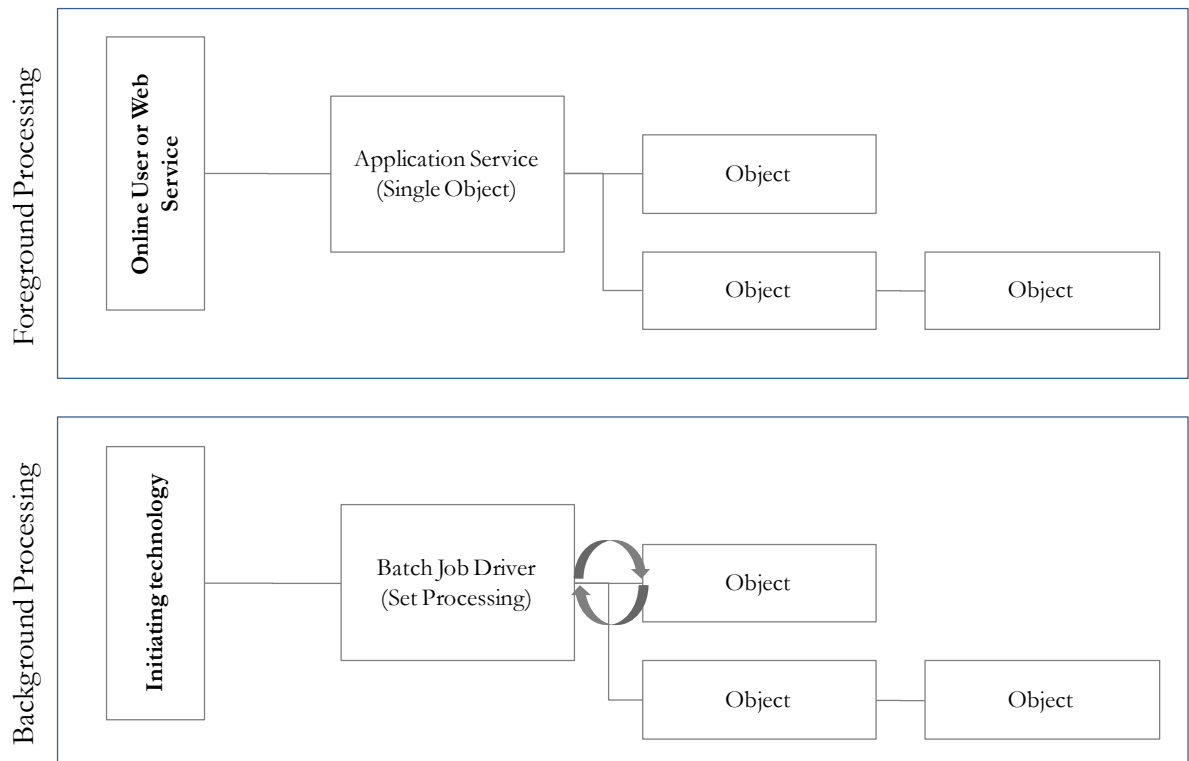 Foreground Processing
Online User or Web
Service
Application Service
(Single Object)
Object
Object
Object
Background Processing
Initiating technology
Batch Job Driver
(Set Processing)
Object
Object
Object